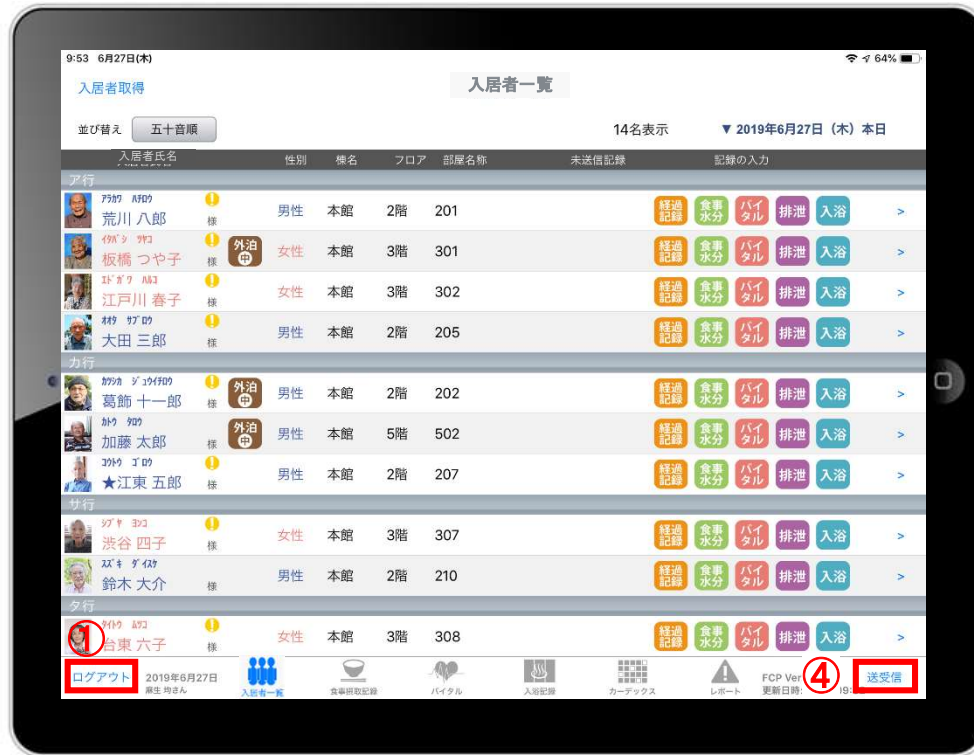 9:53 6月27日(木) 64%
入居者取得 入居者一覧
並び替え 五十音順 14名表示 ▼ 2019年6月27日（木）本日
入居者氏名 性別 棟名 フロア 部屋名称 未送信記録 記録の入力
ア行
アラカワ ハチロウ
荒川 八郎 様 男性 本館 2階 201 経過記録 食事水分 バイタル 排泄 入浴 >
イタバシ ツヤコ
板橋 つや子 様 外泊中 女性 本館 3階 301 経過記録 食事水分 バイタル 排泄 入浴 >
エドガワ ハルコ
江戸川 春子 様 女性 本館 3階 302 経過記録 食事水分 バイタル 排泄 入浴 >
オオタ サブロウ
大田 三郎 様 男性 本館 2階 205 経過記録 食事水分 バイタル 排泄 入浴 >
カ行
カツシカ ジュウイチロウ
葛飾 十一郎 様 外泊中 男性 本館 2階 202 経過記録 食事水分 バイタル 排泄 入浴 >
カトウ タロウ
加藤 太郎 様 外泊中 男性 本館 5階 502 経過記録 食事水分 バイタル 排泄 入浴 >
コウトウ ゴロウ
★江東 五郎 様 男性 本館 2階 207 経過記録 食事水分 バイタル 排泄 入浴 >
サ行
シブヤ ヨンコ
渋谷 四子 様 女性 本館 3階 307 経過記録 食事水分 バイタル 排泄 入浴 >
スズキ ダイスケ
鈴木 大介 様 男性 本館 2階 210 経過記録 食事水分 バイタル 排泄 入浴 >
タ行
タイトウ ムツコ
① 台東 六子 様 女性 本館 3階 308 経過記録 食事水分 バイタル 排泄 入浴 >
ログアウト 2019年6月27日 麻生 均さん 入居者一覧 食事摂取記録 バイタル 入浴記録 カーデックス レポート FCP Ver 更新日時: ④ 送受信